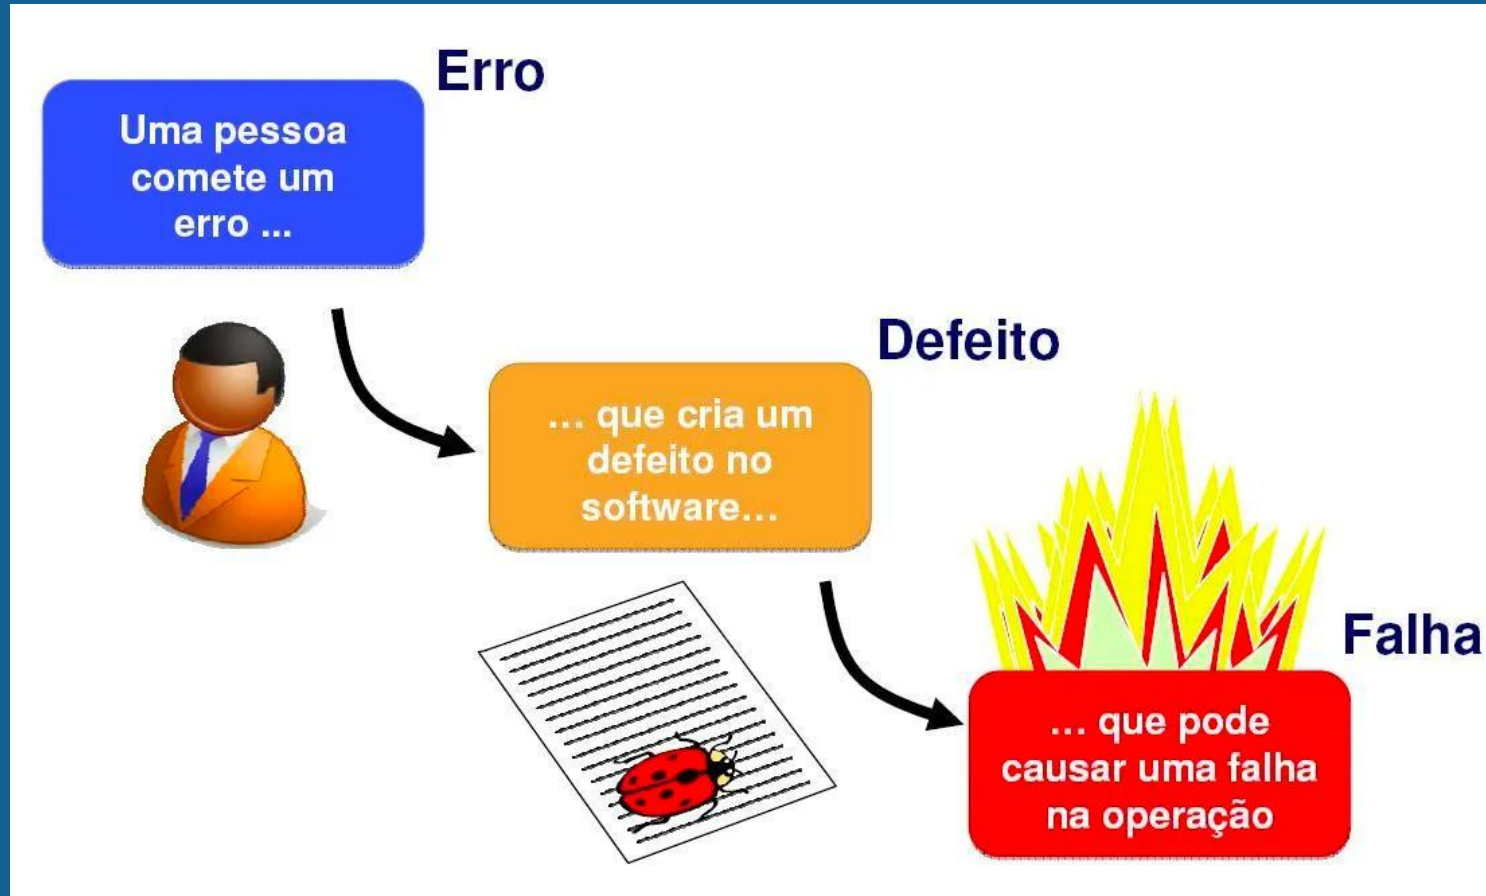 Erro
Uma pessoa
comete um
erro ...
Defeito
... que cria um
defeito no
software...
Falha
... que pode
causar uma falha
na operação